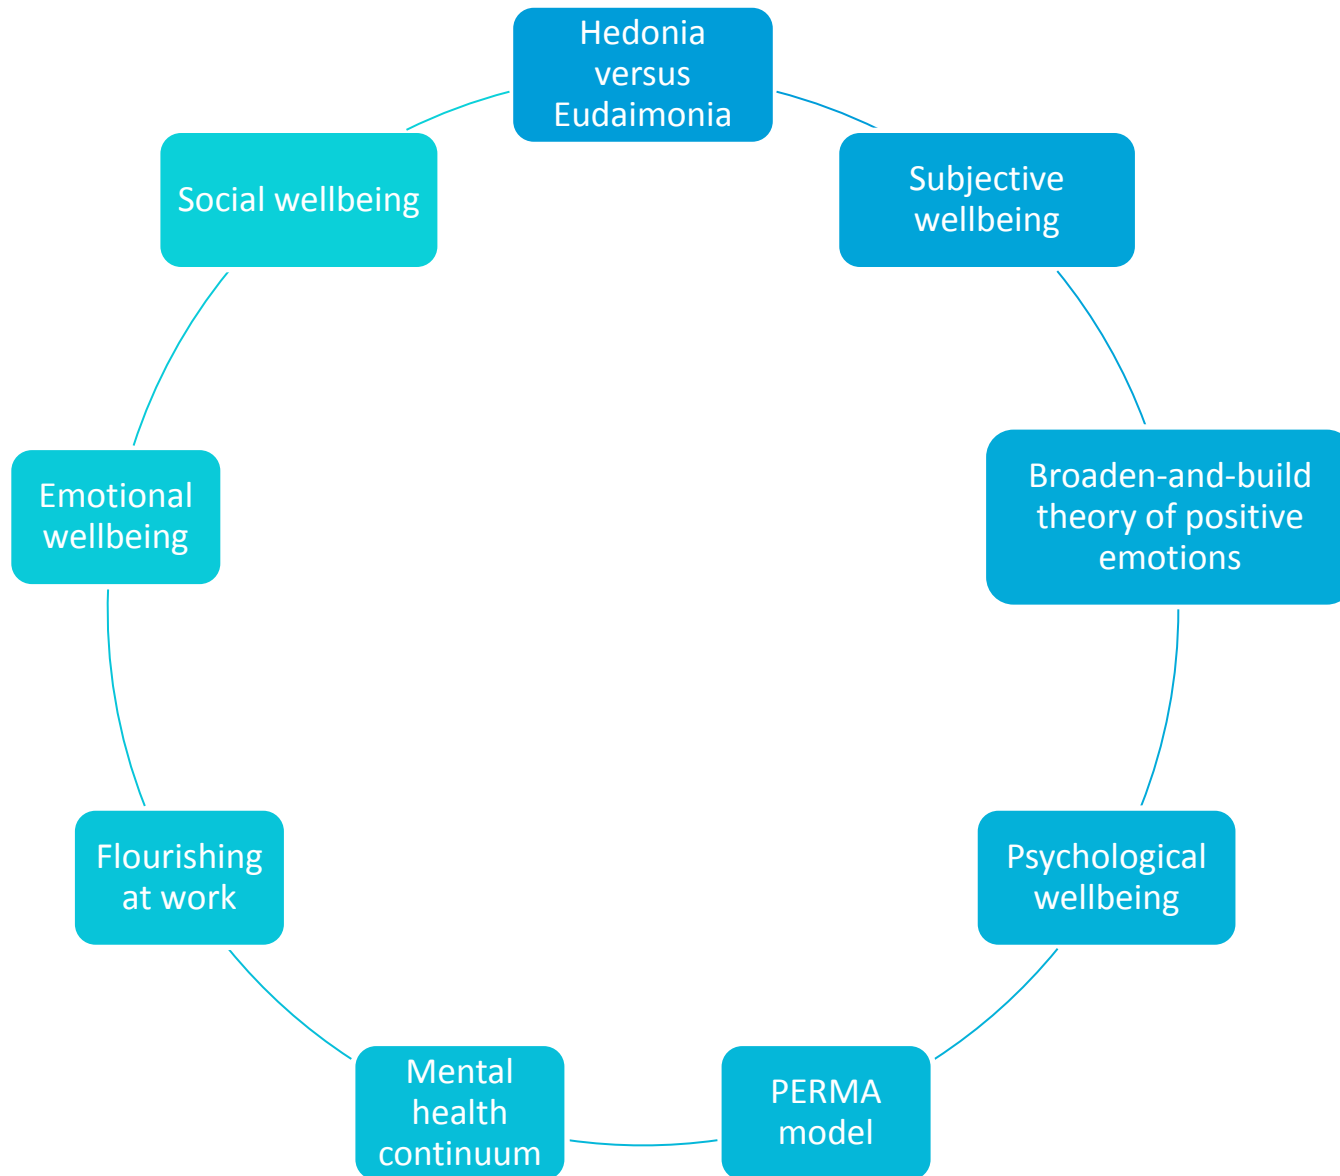 Hedonia
versus
Eudaimonia
Subjective
wellbeing
Broaden-and-build
theory of positive
emotions
Psychological
wellbeing
PERMA
model
Mental
health
continuum
Flourishing
at work
Emotional
wellbeing
Social wellbeing